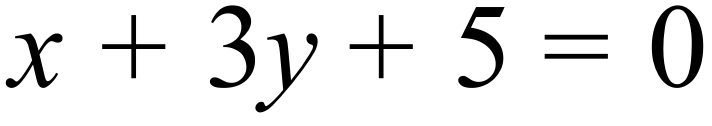 x + 3y + 5 = 0